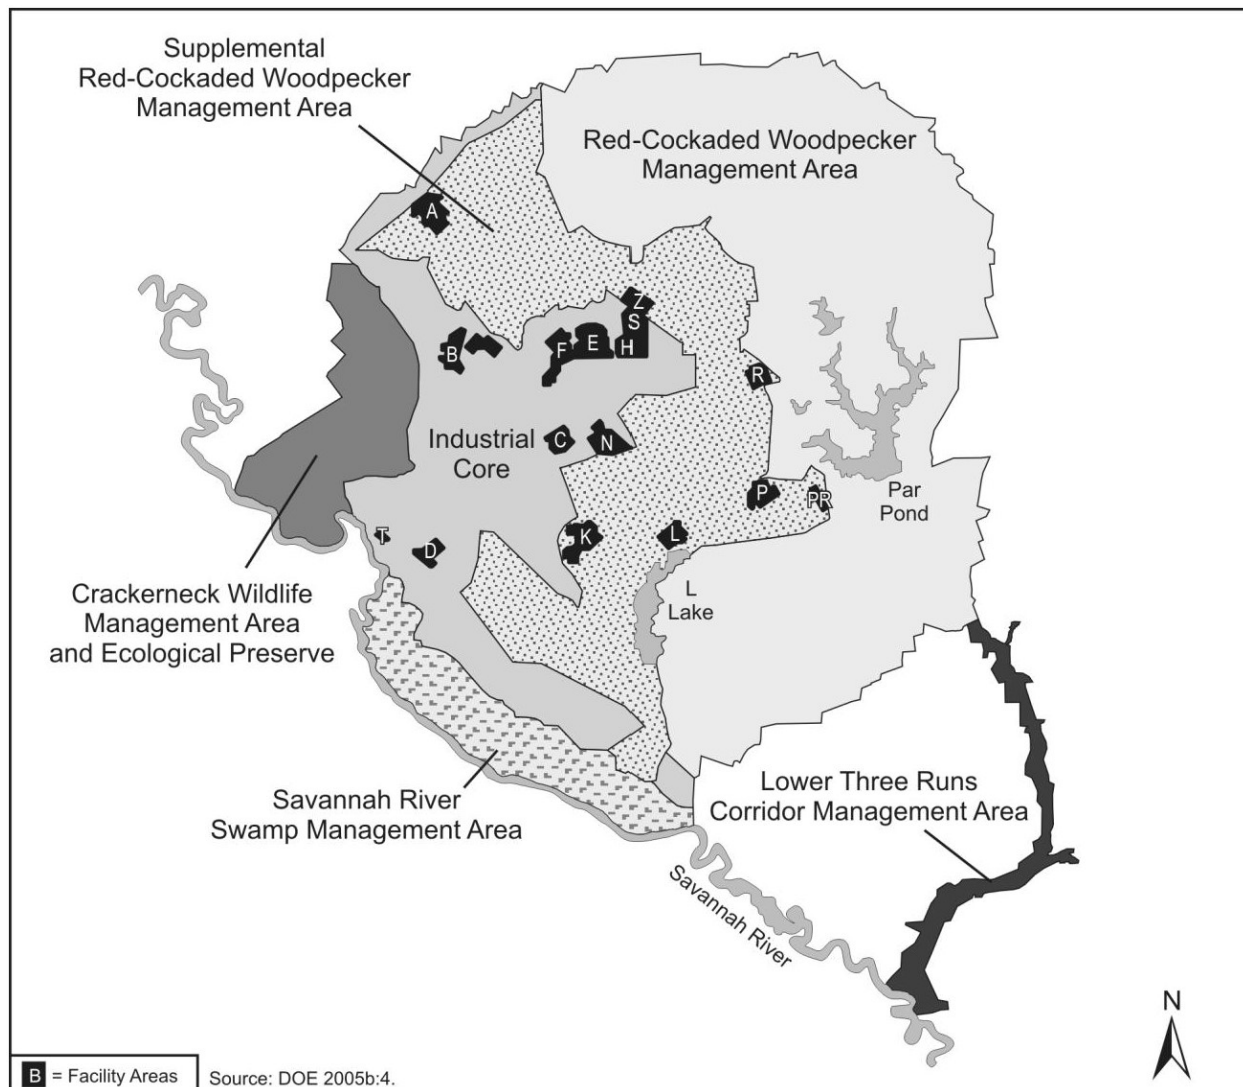 Supplemental
Red-Cockaded Woodpecker
Management Area
Red-Cockaded Woodpecker
Management Area
A
Z
S
B
F
E
H
R
Industrial
Core
C
N
P
PR
Par
Pond
T
D
K
L
L
Lake
Crackerneck Wildlife
Management Area
and Ecological Preserve
Savannah River
Swamp Management Area
Lower Three Runs
Corridor Management Area
Savannah River
N
B = Facility Areas
Source: DOE 2005b:4.